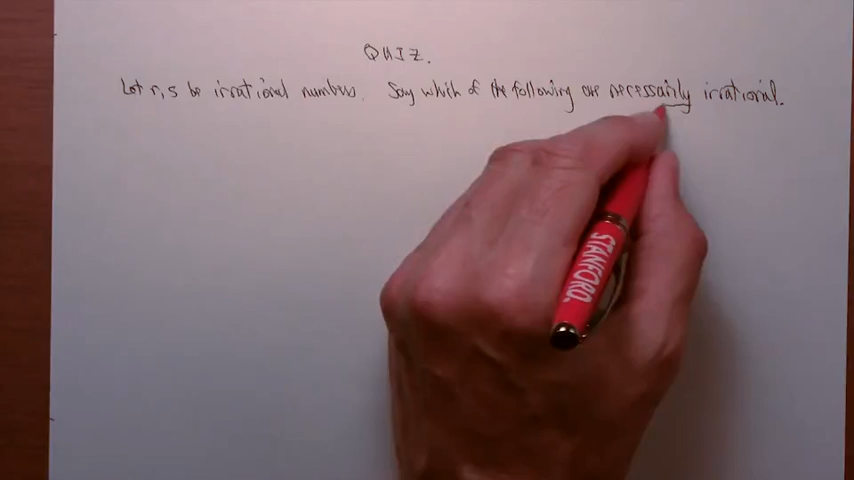 QUIZ.
Let r, s be irrational numbers. Say which of the following are necessarily irrational.
STANFORD.